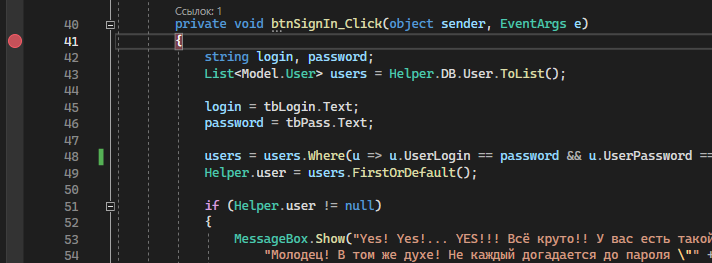 Ссылок: 1
40 private void btnSignIn_Click(object sender, EventArgs e)
41 {
42 string login, password;
43 List<Model.User> users = Helper.DB.User.ToList();
44
45 login = tbLogin.Text;
46 password = tbPass.Text;
47
48 users = users.Where(u => u.UserLogin == password && u.UserPassword ==
49 Helper.user = users.FirstOrDefault();
50
51 if (Helper.user != null)
52 {
53 MessageBox.Show("Yes! Yes!... YES!!! Всё круто!! У вас есть такой
54 "Молодец! В том же духе! Не каждый догадается до пароля \"" +